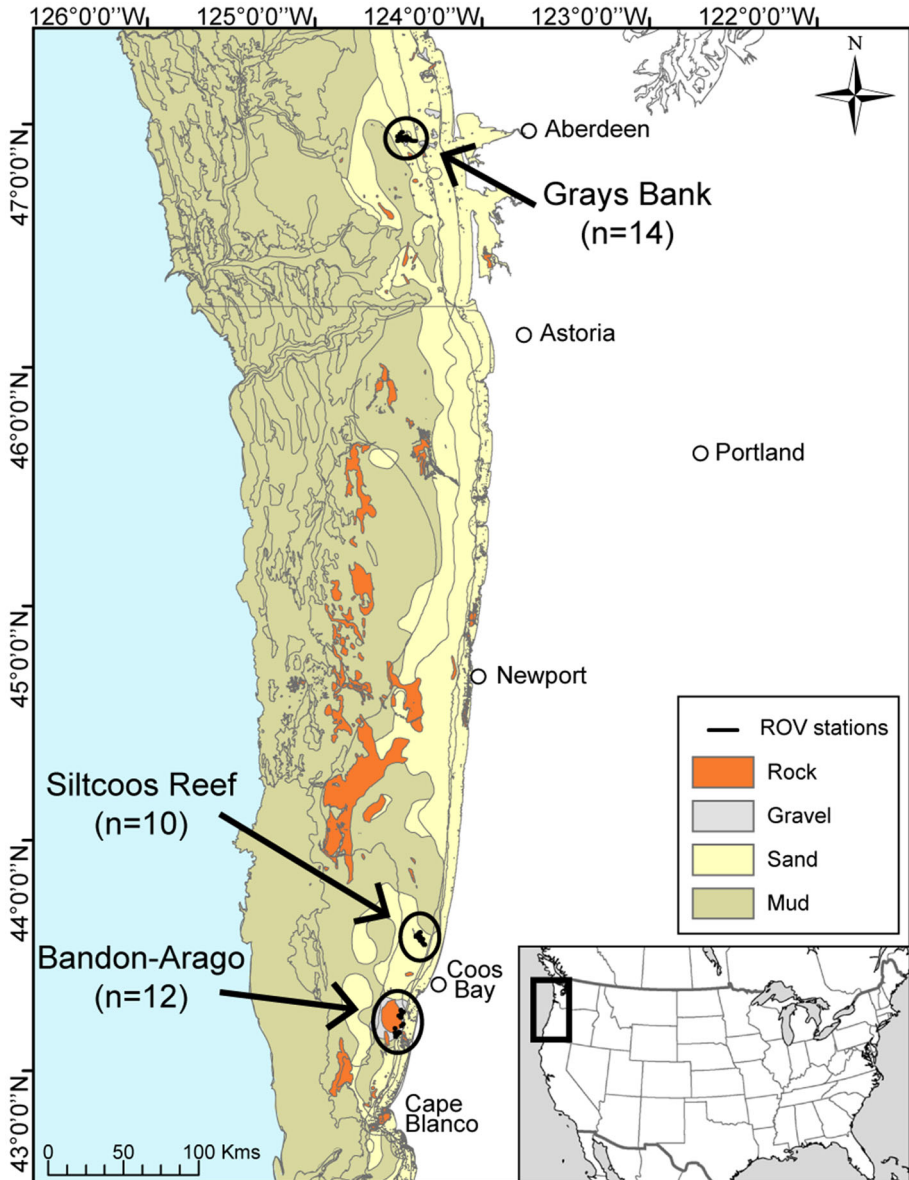 126°0'0"W
125°0'0"W
124°0'0"W
123°0'0"W
122°0'0"W
N
47°0'0"N
Aberdeen
Grays Bank
(n=14)
Astoria
46°0'0"N
Portland
45°0'0"N
Newport
ROV stations
Rock
Gravel
Sand
Mud
Siltcoos Reef
(n=10)
44°0'0"N
Bandon-Arago
(n=12)
Coos
Bay
43°0'0"N
Cape
Blanco
0 50 100 Kms